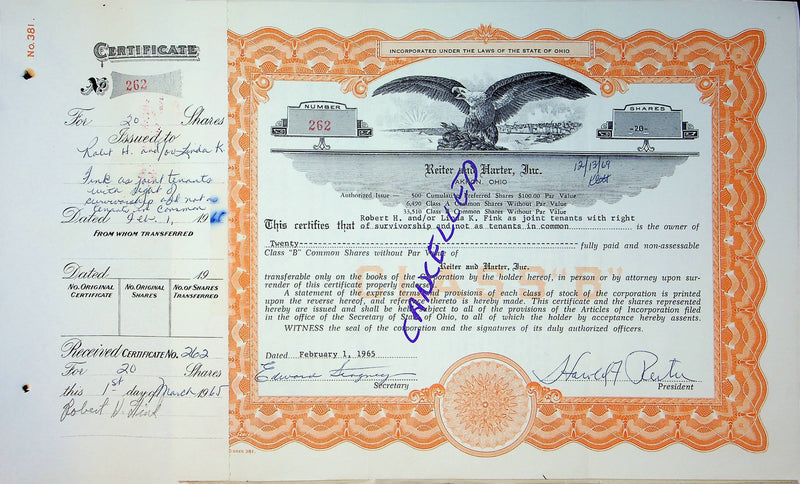 No. 381.
CERTIFICATE
No 262
For 20 Shares
Issued to
Robt H. and/or Linda K.
Fink as joint tenants
with right of
survivorship and not as
tenants in common
Dated Feb. 1, 1965
FROM WHOM TRANSFERRED
Dated 19
NO. ORIGINAL CERTIFICATE
NO. ORIGINAL SHARES
NO. OF SHARES TRANSFERRED
Received CERTIFICATE NO. 262
For 20 Shares
this 1st day of March 1965
Robert H. Fink
INCORPORATED UNDER THE LAWS OF THE STATE OF OHIO
NUMBER
262
SHARES
-20-
Reiter and Harter, Inc.
AKRON, OHIO
12/13/69
Authorized Issue 500 Cumulative Preferred Shares $100.00 Par Value
6,490 Class A Common Shares Without Par Value
33,510 Class B Common Shares Without Par Value
Robert H. and/or Linda K. Fink as joint tenants with right
This certifies that of survivorship and not as tenants in common is the owner of
Twenty fully paid and non-assessable
Class "B" Common Shares without Par Value of
Reiter and Harter, Inc.
CLASS "B"
transferable only on the books of the corporation by the holder hereof, in person or by attorney upon sur-
render of this certificate properly endorsed.
A statement of the express terms and provisions of each class of stock of the corporation is printed
upon the reverse hereof, and reference thereto is hereby made. This certificate and the shares represented
hereby are issued and shall be held subject to all of the provisions of the Articles of Incorporation filed
in the office of the Secretary of State of Ohio, to all of which the holder by acceptance hereby assents.
WITNESS the seal of the corporation and the signatures of its duly authorized officers.
CANCELLED
Dated February 1, 1965
Edward
Secretary
Harold F. Reiter
President